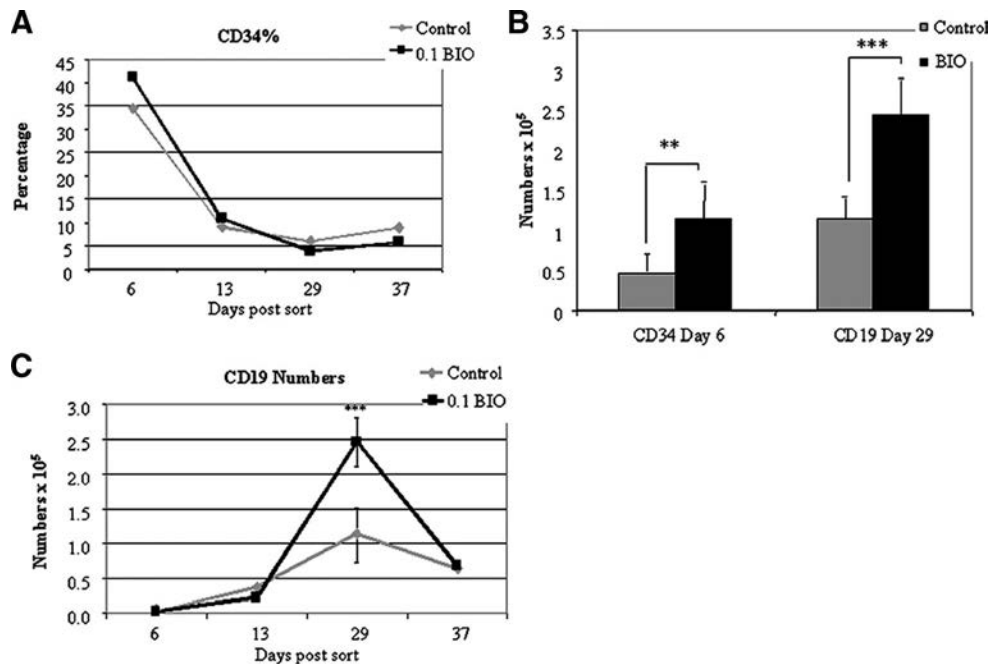 A
CD34%
Control
0.1 BIO
45
40
35
30
25
20
15
10
5
0
Percentage
6 13 29 37
Days post sort
B
Control
BIO
3.5
3
2.5
2
1.5
1
0.5
0
Numbers x 10⁵
**
***
CD34 Day 6 CD19 Day 29
C
CD19 Numbers
Control
0.1 BIO
3.0
2.5
2.0
1.5
1.0
0.5
0.0
Numbers x 10⁵
***
6 13 29 37
Days post sort